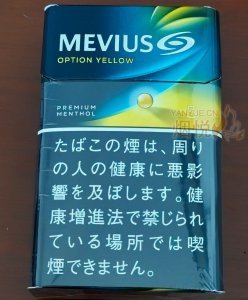 MEVIUS
OPTION YELLOW
YANYUE.CN
PREMIUM
MENTHOL
たばこの煙は、周り
の人の健康に悪影
響を及ぼします。健
康増進法で禁じられ
ている場所では喫
煙できません。